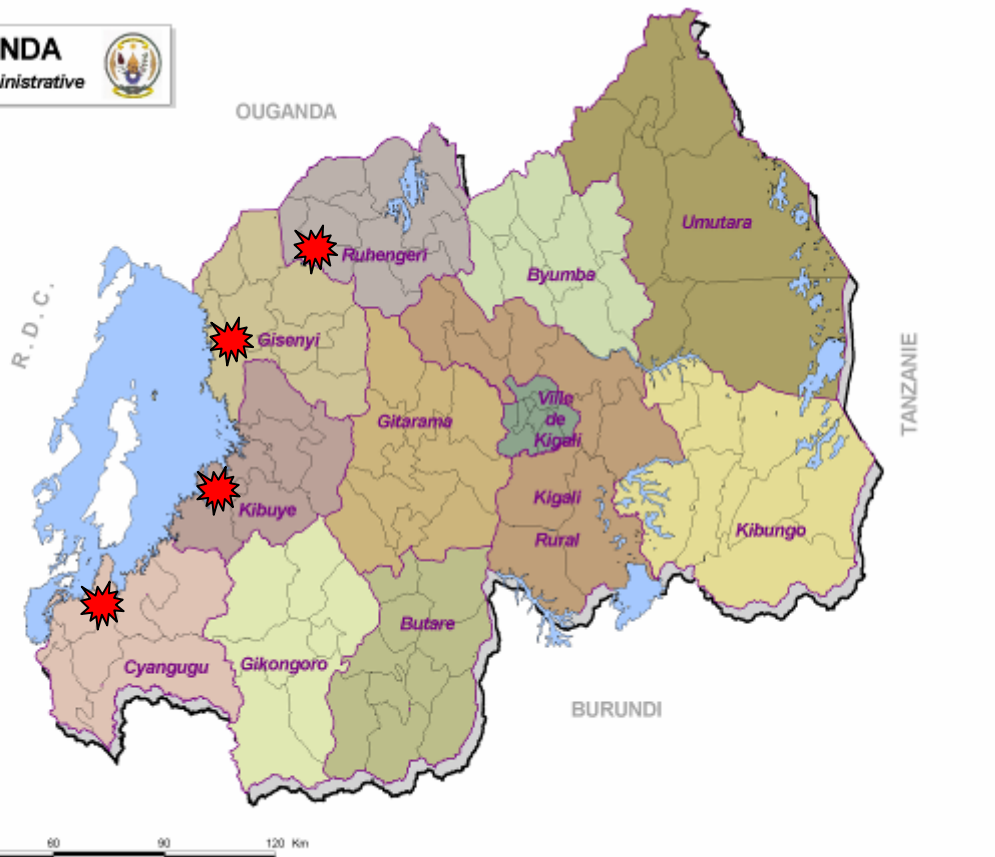 NDA
inistrative
OUGANDA
Umutara
Ruhengeri
Byumba
R.D.C.
Gisenyi
TANZANIE
Ville
de
Kigali
Gitarama
Kigali
Rural
Kibuye
Kibungo
Butare
Cyangugu
Gikongoro
BURUNDI
60 90 120 Km